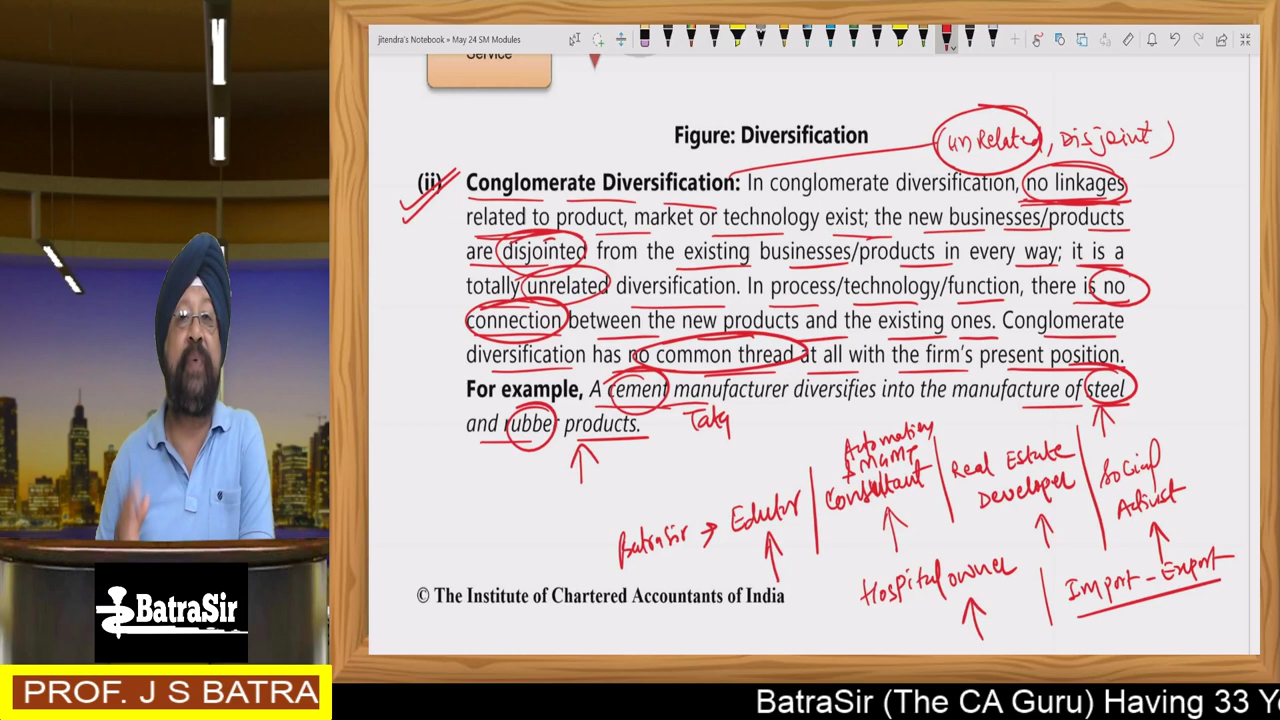 jitendra's Notebook » May 24 SM Modules
Service
Figure: Diversification
(unRelated, Disjoint)
(ii) Conglomerate Diversification: In conglomerate diversification, no linkages
related to product, market or technology exist; the new businesses/products
are disjointed from the existing businesses/products in every way; it is a
totally unrelated diversification. In process/technology/function, there is no
connection between the new products and the existing ones. Conglomerate
diversification has no common thread at all with the firm's present position.
For example, A cement manufacturer diversifies into the manufacture of steel
and rubber products.
Tata
BatraSir →
Automation
& MGMT
Consultant
Real Estate
Developer
Social
Hospital owner
Import - Export
© The Institute of Chartered Accountants of India
BatraSir
PROF. J S BATRA
BatraSir (The CA Guru) Having 33 Y